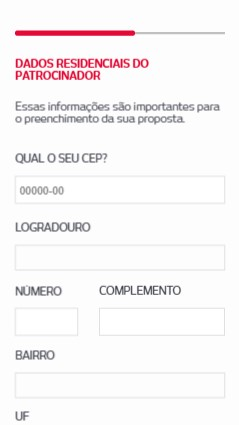 DADOS RESIDENCIAIS DO
PATROCINADOR
Essas informações são importantes para
o preenchimento da sua proposta.
QUAL O SEU CEP?
00000-00
LOGRADOURO
NÚMERO COMPLEMENTO
BAIRRO
UF